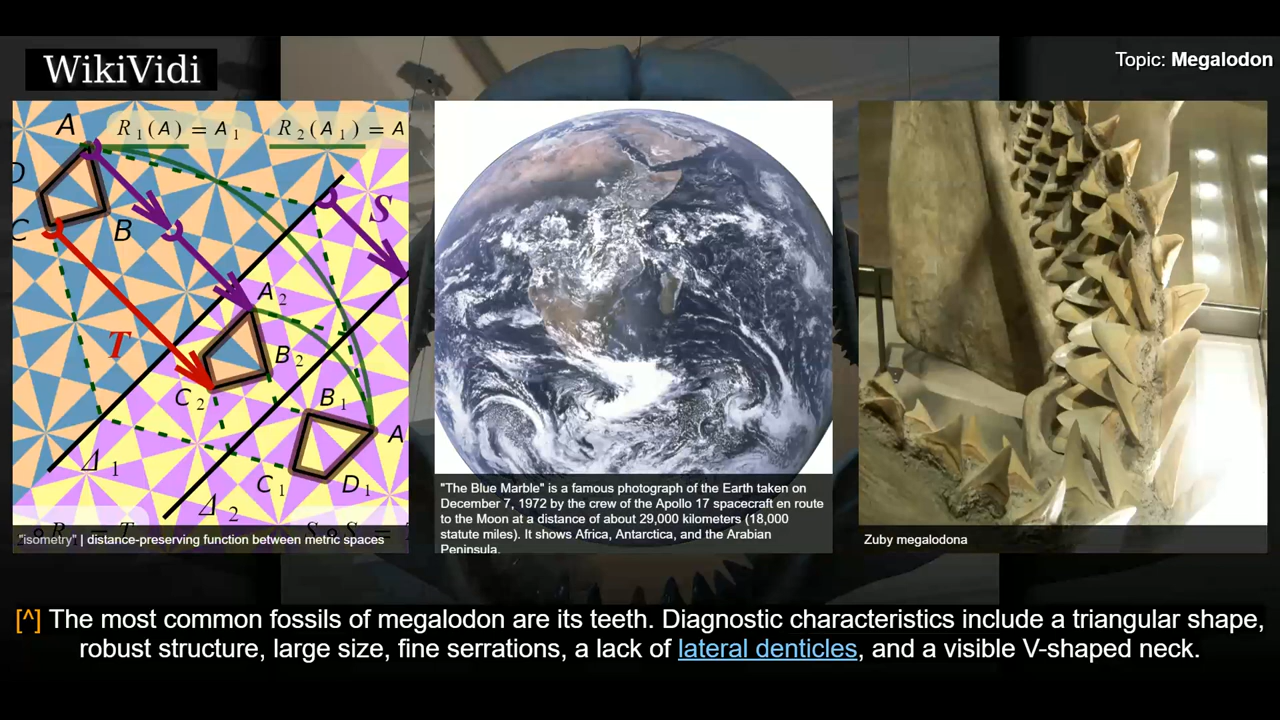 WikiVidi
Topic: Megalodon
A R₁(A) = A₁ R₂(A₁) = A
D
C B S
A₂
T
B₂
C₂ B₁
A
Δ₁
C₁ D₁
Δ₂
"isometry" | distance-preserving function between metric spaces
"The Blue Marble" is a famous photograph of the Earth taken on
December 7, 1972 by the crew of the Apollo 17 spacecraft en route
to the Moon at a distance of about 29,000 kilometers (18,000
statute miles). It shows Africa, Antarctica, and the Arabian
Peninsula.
Zuby megalodona
[^] The most common fossils of megalodon are its teeth. Diagnostic characteristics include a triangular shape,
robust structure, large size, fine serrations, a lack of lateral denticles, and a visible V-shaped neck.